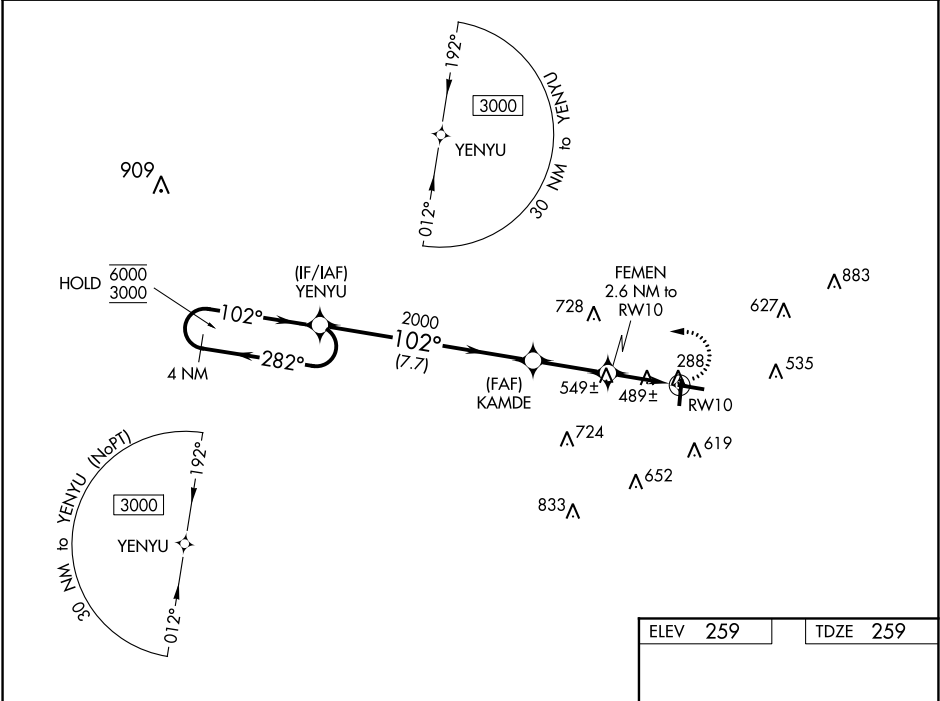 192°
3000
YENYU
30 NM to YENYU
012°
909
HOLD
6000
3000
(IF/IAF)
YENYU
102°
282°
4 NM
2000
102°
(7.7)
(FAF)
KAMDE
FEMEN
2.6 NM to
RW10
728
883
627
535
549±
489±
288
RW10
724
619
652
833
30 NM to YENYU (NoPT)
192°
3000
YENYU
012°
ELEV 259
TDZE 259